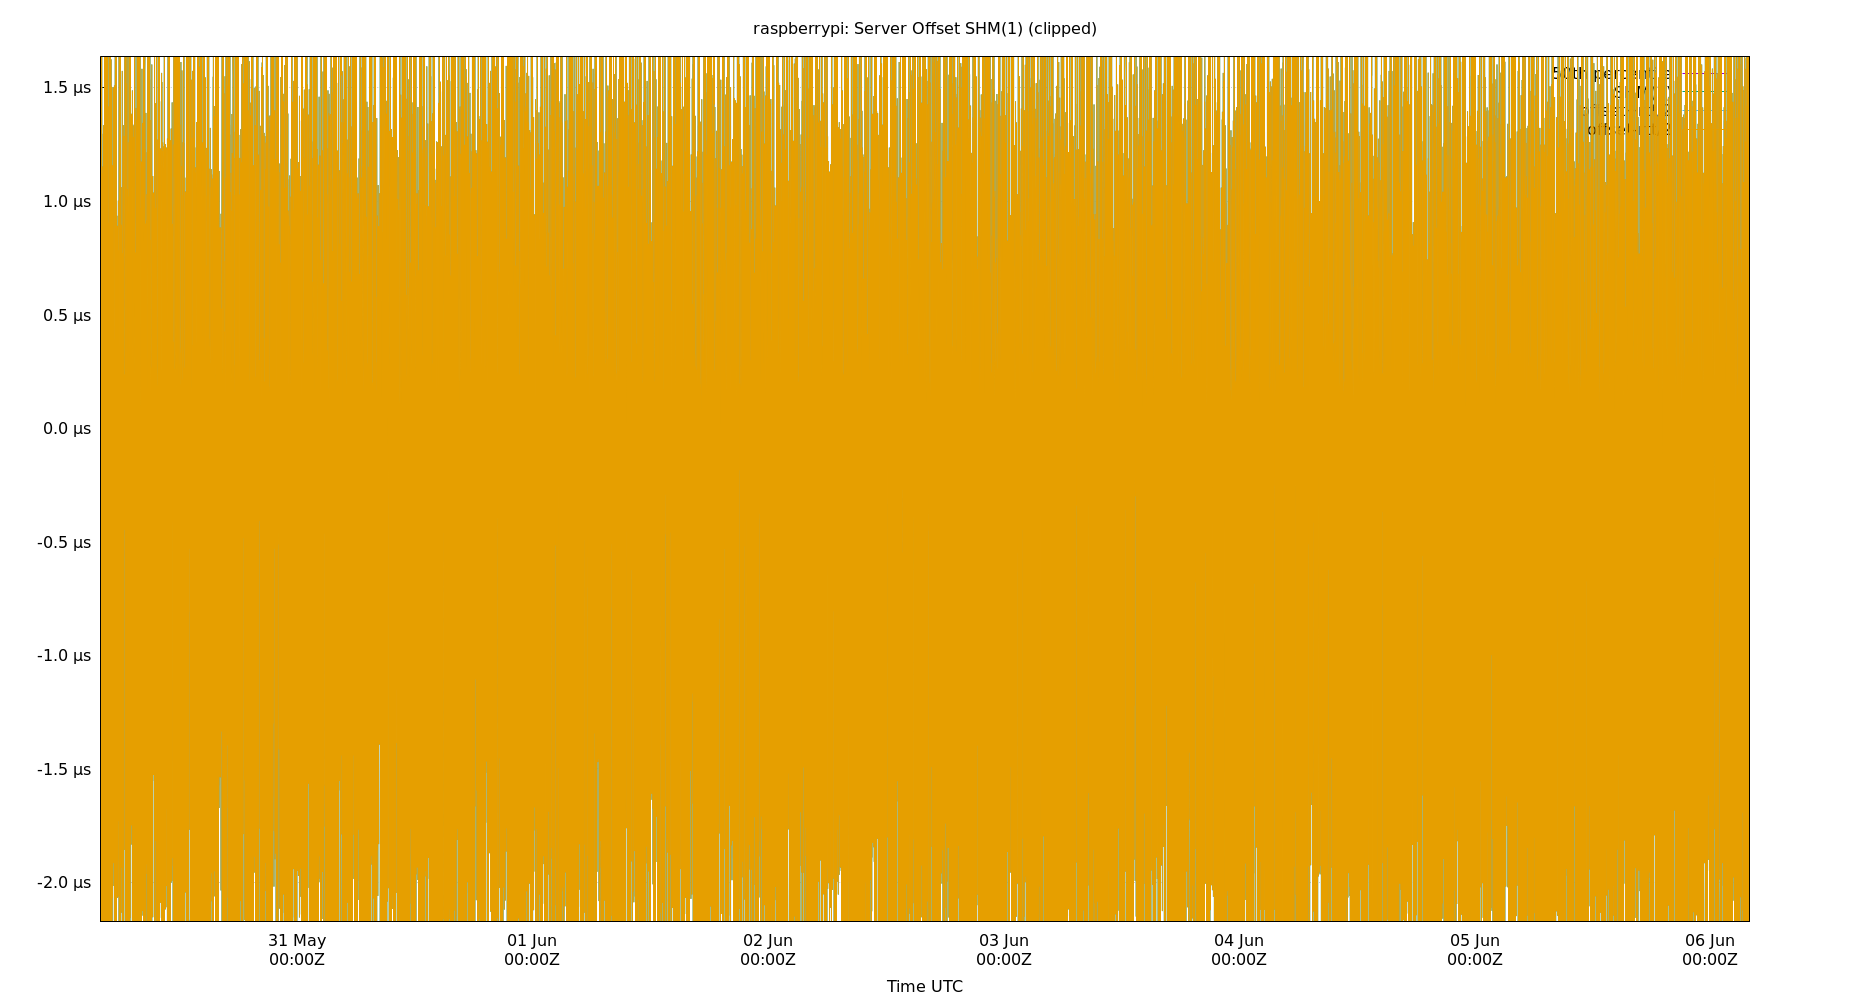 raspberrypi: Server Offset SHM(1) (clipped)
1.5 µs
1.0 µs
0.5 µs
0.0 µs
-0.5 µs
-1.0 µs
-1.5 µs
-2.0 µs
31 May 01 Jun 02 Jun 03 Jun 04 Jun 05 Jun 06 Jun
00:00Z 00:00Z 00:00Z 00:00Z 00:00Z 00:00Z 00:00Z
Time UTC